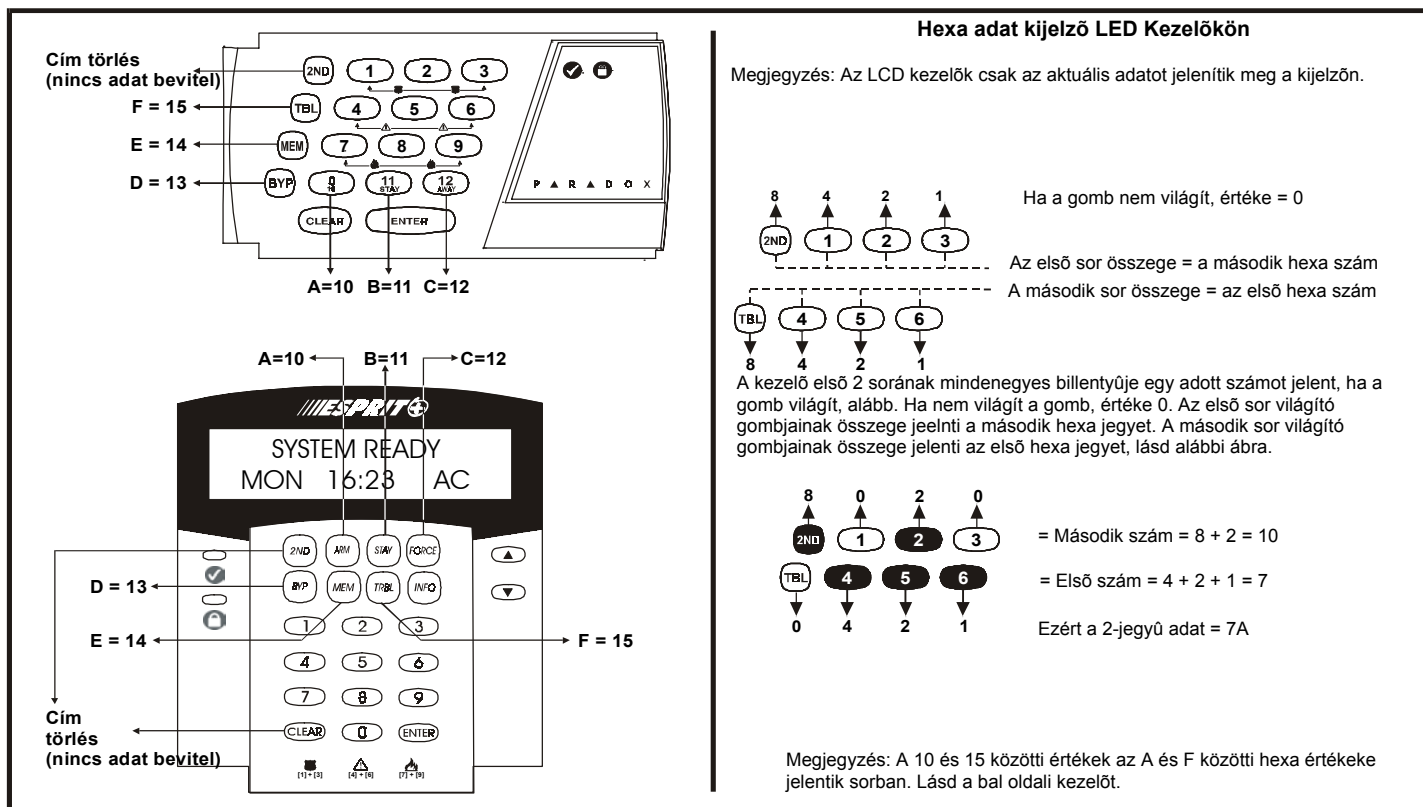 Cím törlés
(nincs adat bevitel)
F = 15
E = 14
D = 13
2ND 1 2 3
TBL 4 5 6
MEM 7 8 9
BYP 11 STAY 12 AWAY
CLEAR ENTER
P A R A D O X
A=10 B=11 C=12
A=10 B=11 C=12
ESPRIT
SYSTEM READY
MON 16:23 AC
2ND ARM STAY FORCE
BYP MEM TRBL INFO
1 2 3
4 5 6
7 8 9
CLEAR 0 ENTER
[1] + [3] [4] + [6] [7] + [9]
D = 13
E = 14
F = 15
Cím
törlés
(nincs adat bevitel)
Hexa adat kijelzõ LED Kezelõkön
Megjegyzés: Az LCD kezelõk csak az aktuális adatot jelenítik meg a kijelzõn.
8 4 2 1
2ND 1 2 3
Ha a gomb nem világít, értéke = 0
Az elsõ sor összege = a második hexa szám
A második sor összege = az elsõ hexa szám
TBL 4 5 6
8 4 2 1
A kezelõ elsõ 2 sorának mindenegyes billentyûje egy adott számot jelent, ha a
gomb világít, alább. Ha nem világít a gomb, értéke 0. Az elsõ sor világító
gombjainak összege jeelnti a második hexa jegyet. A második sor világító
gombjainak összege jelenti az elsõ hexa jegyet, lásd alábbi ábra.
8 0 2 0
2ND 1 2 3
= Második szám = 8 + 2 = 10
TBL 4 5 6
= Elsõ szám = 4 + 2 + 1 = 7
0 4 2 1
Ezért a 2-jegyû adat = 7A
Megjegyzés: A 10 és 15 közötti értékek az A és F közötti hexa értékeke
jelentik sorban. Lásd a bal oldali kezelõt.